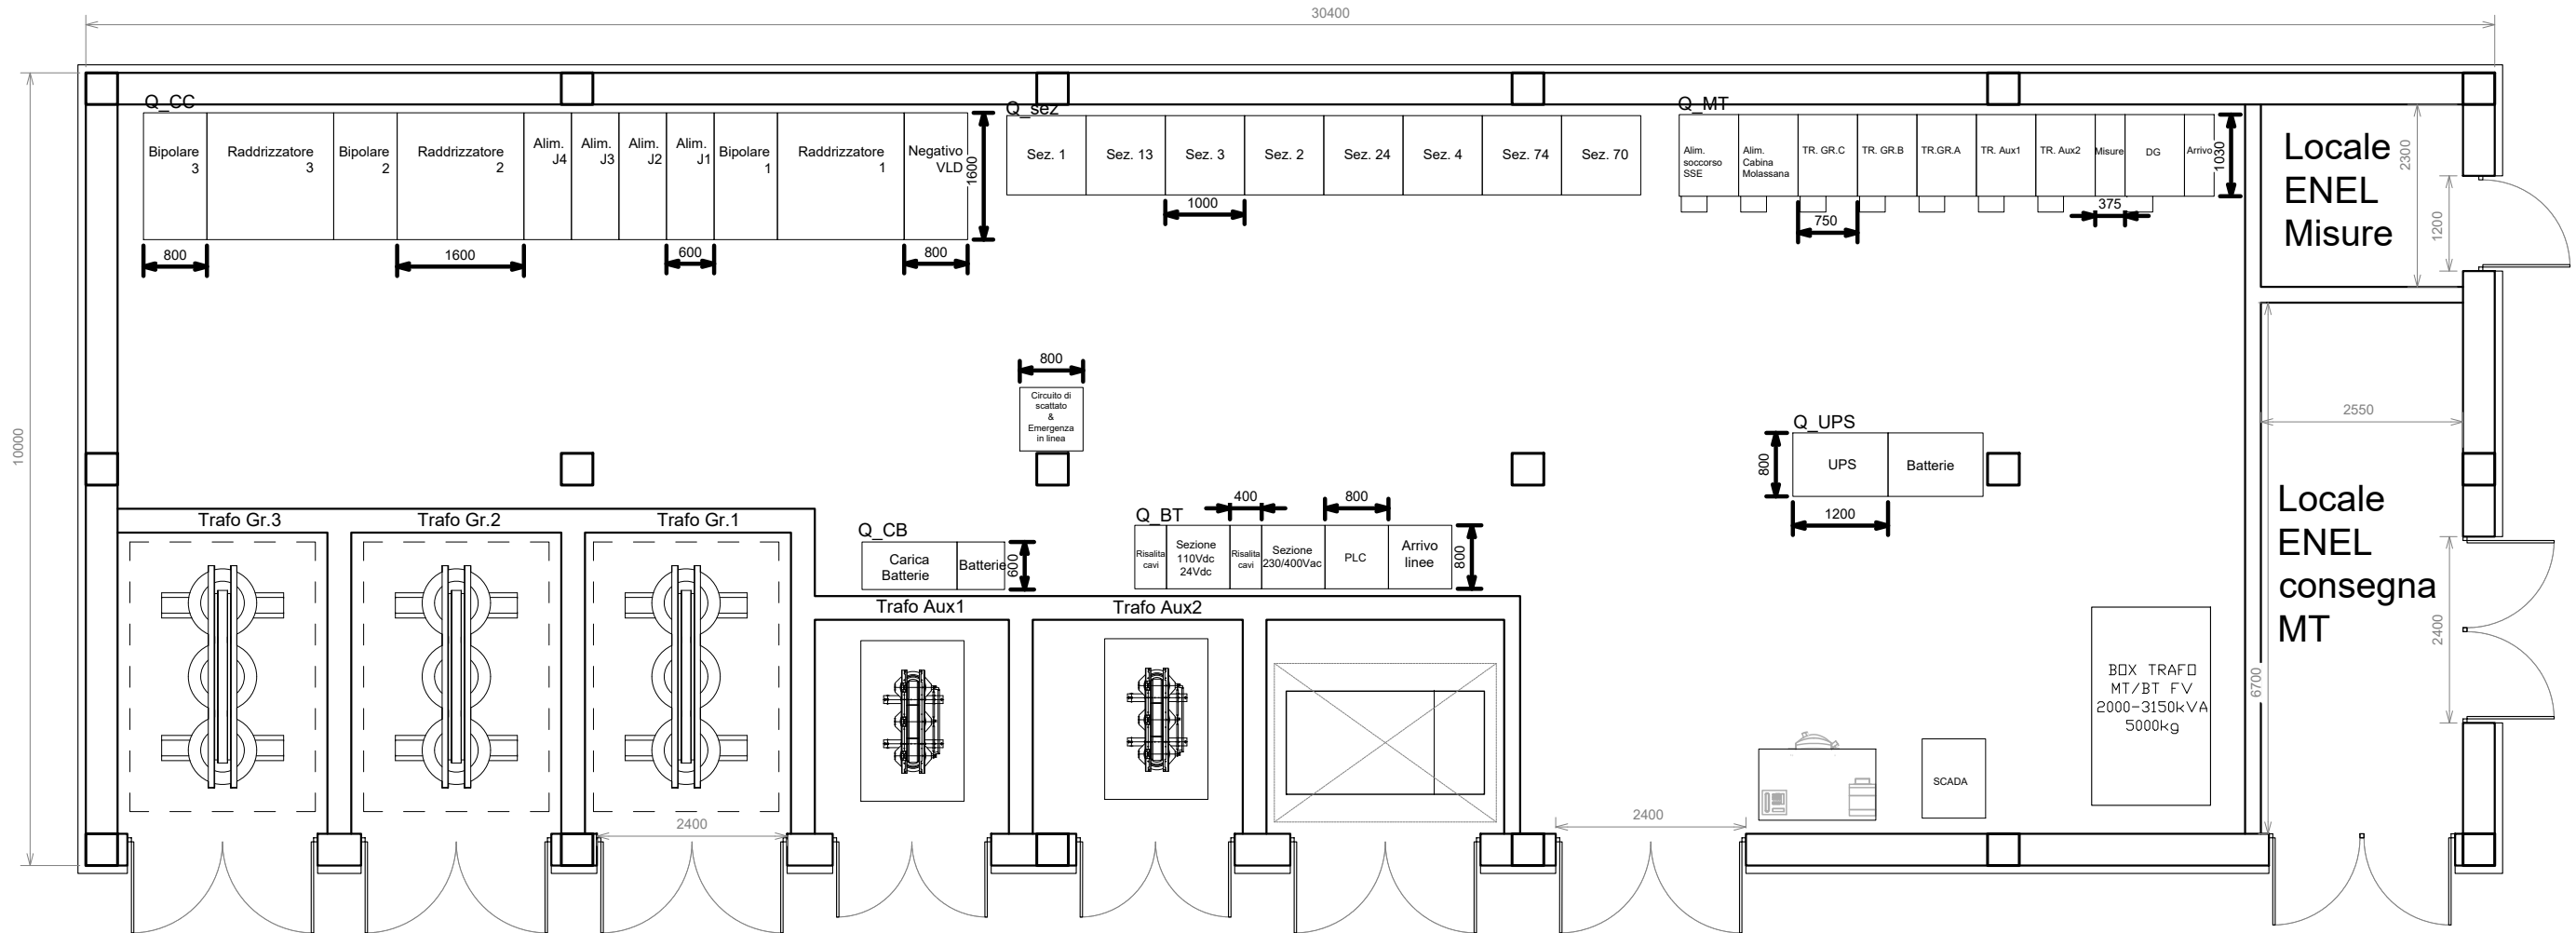 30400
10000
Q_CC
Bipolare
3
Raddrizzatore
3
Bipolare
2
Raddrizzatore
2
Alim.
J4
Alim.
J3
Alim.
J2
Alim.
J1
Bipolare
1
Raddrizzatore
1
Negativo
VLD
1600
800
1600
600
800
Q_sez
Sez. 1
Sez. 13
Sez. 3
Sez. 2
Sez. 24
Sez. 4
Sez. 74
Sez. 70
1000
Q_MT
Alim.
soccorso
SSE
Alim.
Cabina
Molassana
TR. GR.C
TR. GR.B
TR.GR.A
TR. Aux1
TR. Aux2
Misure
DG
Arrivo
1030
750
375
Locale
ENEL
Misure
2300
1200
800
Circuito di
scattato
&
Emergenza
in linea
Q_UPS
UPS
Batterie
800
1200
2550
Locale
ENEL
consegna
MT
6700
2400
Trafo Gr.3
Trafo Gr.2
Trafo Gr.1
Q_CB
Carica
Batterie
Batterie
600
Q_BT
400
800
Risalita
cavi
Sezione
110Vdc
24Vdc
Risalita
cavi
Sezione
230/400Vac
PLC
Arrivo
linee
800
Trafo Aux1
Trafo Aux2
BOX TRAFO
MT/BT FV
2000-3150kVA
5000kg
SCADA
2400
2400